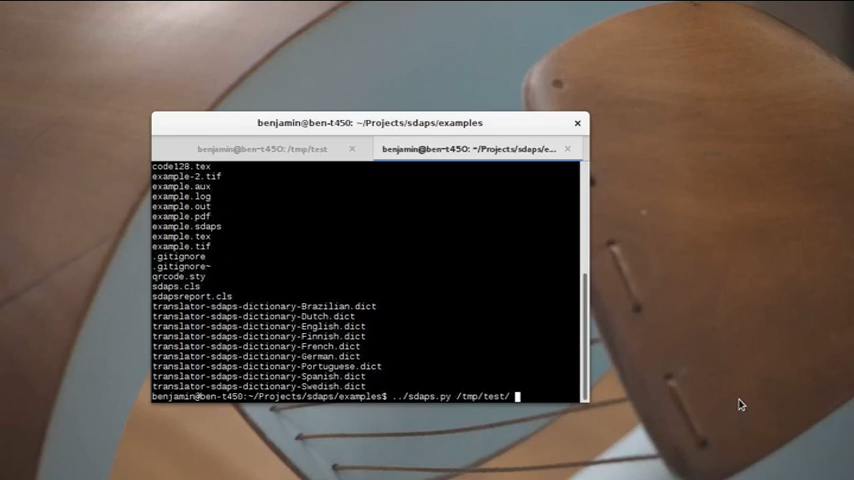 benjamin@ben-t450: ~/Projects/sdaps/examples
benjamin@ben-t450: /tmp/test
benjamin@ben-t450: ~/Projects/sdaps/e...
code128.tex
example-2.tif
example.aux
example.log
example.out
example.pdf
example.sdaps
example.tex
example.tif
.gitignore
.gitignore~
qrcode.sty
sdaps.cls
sdapsreport.cls
translator-sdaps-dictionary-Brazilian.dict
translator-sdaps-dictionary-Dutch.dict
translator-sdaps-dictionary-English.dict
translator-sdaps-dictionary-Finnish.dict
translator-sdaps-dictionary-French.dict
translator-sdaps-dictionary-German.dict
translator-sdaps-dictionary-Portuguese.dict
translator-sdaps-dictionary-Spanish.dict
translator-sdaps-dictionary-Swedish.dict
benjamin@ben-t450:~/Projects/sdaps/examples$ ../sdaps.py /tmp/test/